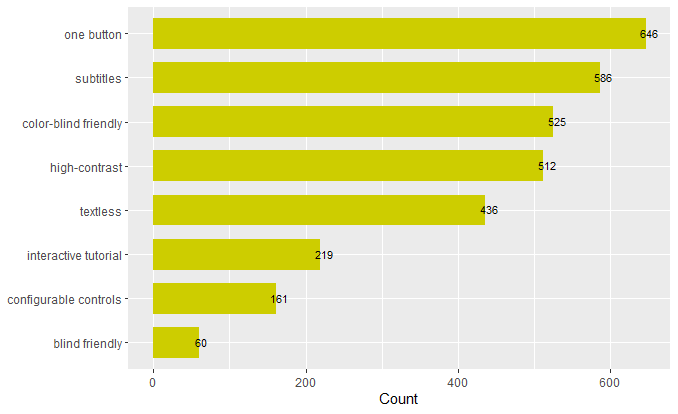 one button 646
subtitles 586
color-blind friendly 525
high-contrast 512
textless 436
interactive tutorial 219
configurable controls 161
blind friendly 60
0 200 400 600
Count